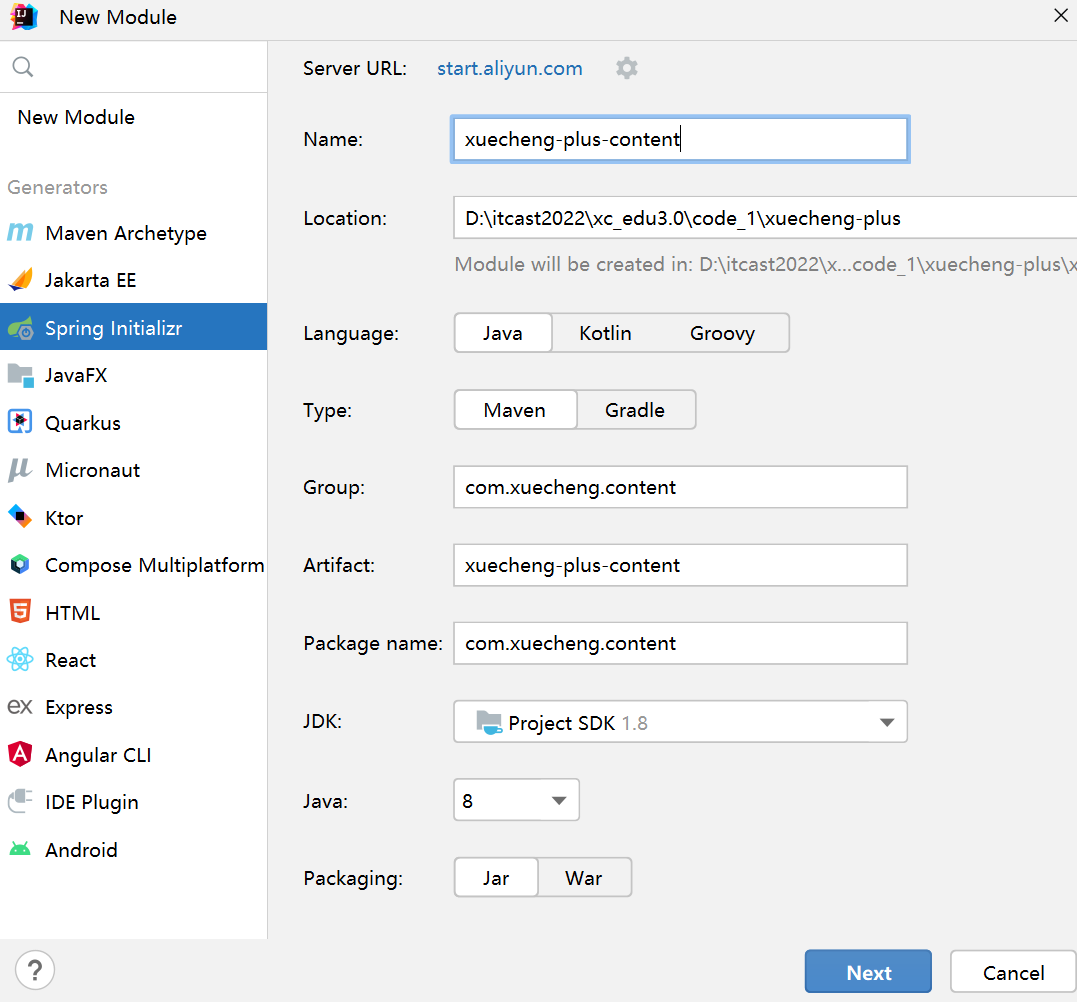 New Module
New Module
Generators
Maven Archetype
Jakarta EE
Spring Initializr
JavaFX
Quarkus
Micronaut
Ktor
Compose Multiplatform
HTML
React
ex Express
Angular CLI
IDE Plugin
Android
Server URL: start.aliyun.com
Name: xuecheng-plus-content
Location: D:\itcast2022\xc_edu3.0\code_1\xuecheng-plus
Module will be created in: D:\itcast2022\x...code_1\xuecheng-plus\x
Language: Java Kotlin Groovy
Type: Maven Gradle
Group: com.xuecheng.content
Artifact: xuecheng-plus-content
Package name: com.xuecheng.content
JDK: Project SDK 1.8
Java: 8
Packaging: Jar War
? Next Cancel